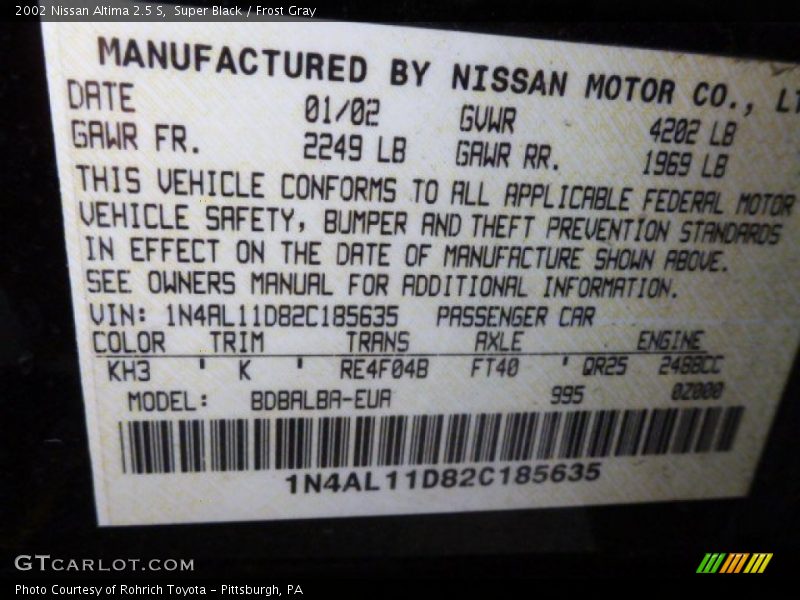 2002 Nissan Altima 2.5 S,  Super Black / Frost Gray
MANUFACTURED BY NISSAN MOTOR CO., LT
DATE 01/02 GVWR 4202 LB
GAWR FR. 2249 LB GAWR RR. 1969 LB
THIS VEHICLE CONFORMS TO ALL APPLICABLE FEDERAL MOTOR
VEHICLE SAFETY, BUMPER AND THEFT PREVENTION STANDARDS
IN EFFECT ON THE DATE OF MANUFACTURE SHOWN ABOVE.
SEE OWNERS MANUAL FOR ADDITIONAL INFORMATION.
VIN: 1N4AL11D82C185635 PASSENGER CAR
COLOR TRIM TRANS AXLE ENGINE
KH3 ' K ' RE4F04B FT40 ' QR25 2488CC
MODEL: BDBALBA-EUA 995 0Z000
1N4AL11D82C185635
GTCARLOT.COM
Photo Courtesy of Rohrich Toyota - Pittsburgh, PA